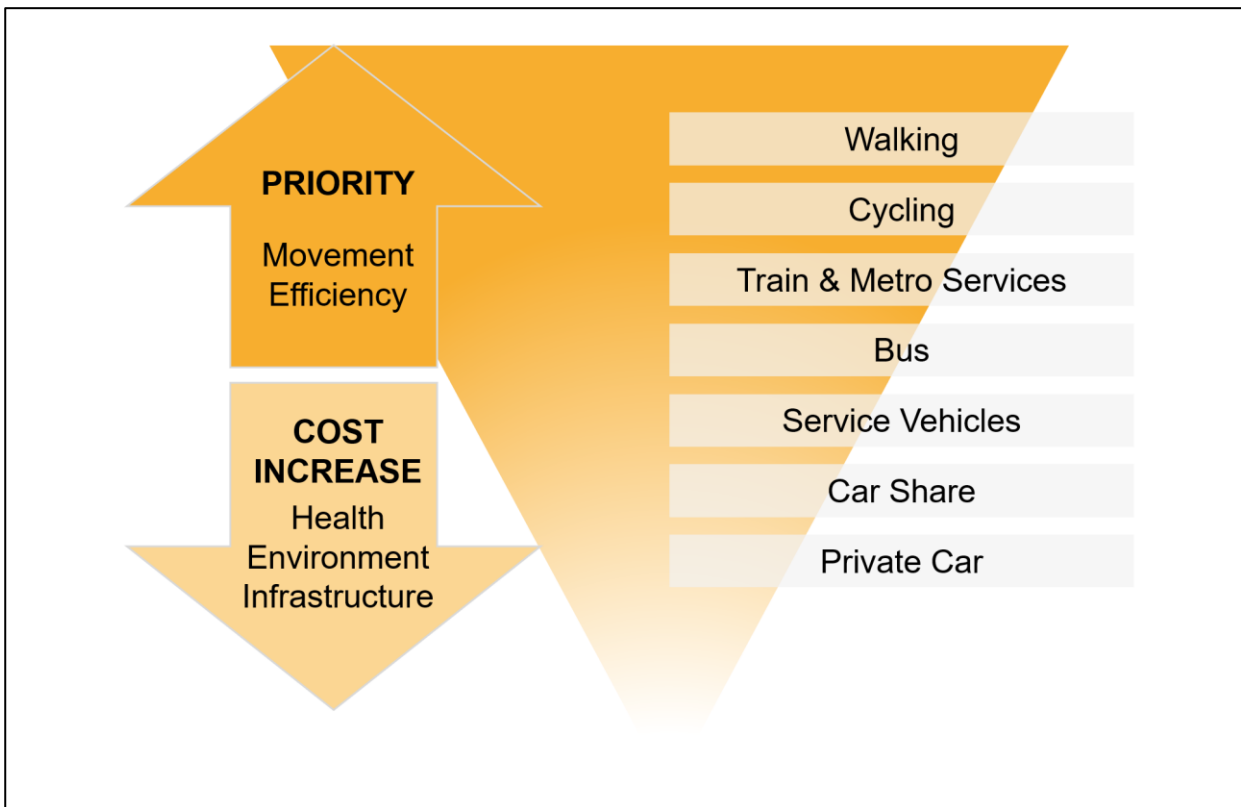 PRIORITY
Movement
Efficiency
COST
INCREASE
Health
Environment
Infrastructure
Walking
Cycling
Train & Metro Services
Bus
Service Vehicles
Car Share
Private Car